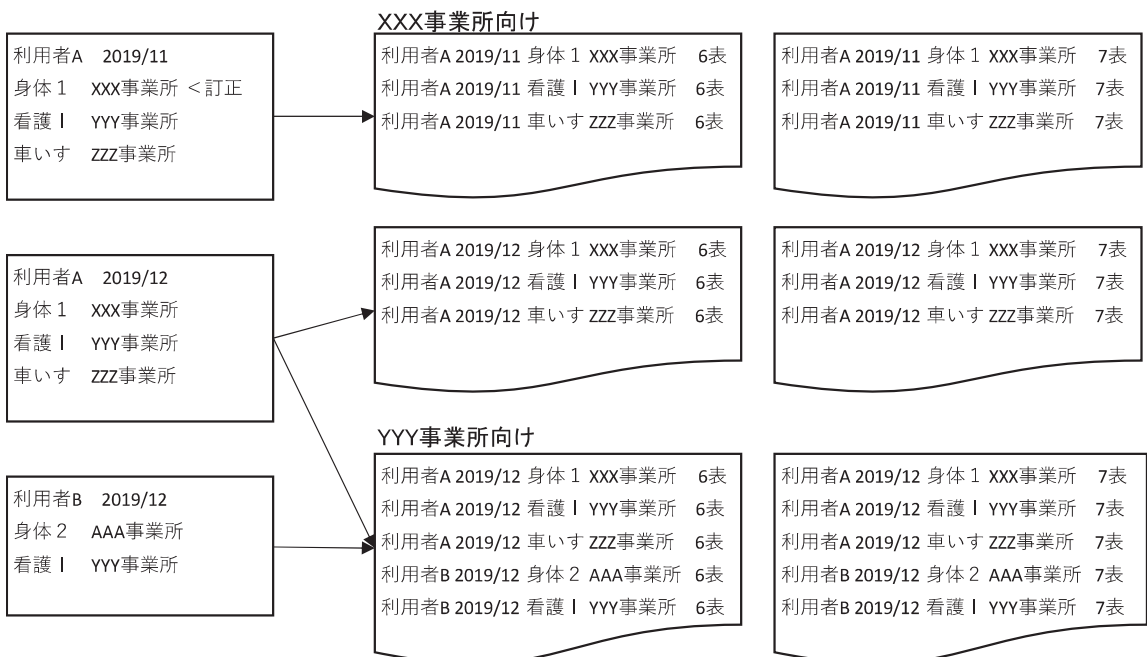 利用者A 2019/11
身体1 XXX事業所 <訂正
看護Ⅰ YYY事業所
車いす ZZZ事業所
XXX事業所向け
利用者A 2019/11 身体1 XXX事業所 6表
利用者A 2019/11 看護Ⅰ YYY事業所 6表
利用者A 2019/11 車いす ZZZ事業所 6表
利用者A 2019/11 身体1 XXX事業所 7表
利用者A 2019/11 看護Ⅰ YYY事業所 7表
利用者A 2019/11 車いす ZZZ事業所 7表
利用者A 2019/12
身体1 XXX事業所
看護Ⅰ YYY事業所
車いす ZZZ事業所
利用者A 2019/12 身体1 XXX事業所 6表
利用者A 2019/12 看護Ⅰ YYY事業所 6表
利用者A 2019/12 車いす ZZZ事業所 6表
利用者A 2019/12 身体1 XXX事業所 7表
利用者A 2019/12 看護Ⅰ YYY事業所 7表
利用者A 2019/12 車いす ZZZ事業所 7表
利用者B 2019/12
身体2 AAA事業所
看護Ⅰ YYY事業所
YYY事業所向け
利用者A 2019/12 身体1 XXX事業所 6表
利用者A 2019/12 看護Ⅰ YYY事業所 6表
利用者A 2019/12 車いす ZZZ事業所 6表
利用者B 2019/12 身体2 AAA事業所 6表
利用者B 2019/12 看護Ⅰ YYY事業所 6表
利用者A 2019/12 身体1 XXX事業所 7表
利用者A 2019/12 看護Ⅰ YYY事業所 7表
利用者A 2019/12 車いす ZZZ事業所 7表
利用者B 2019/12 身体2 AAA事業所 7表
利用者B 2019/12 看護Ⅰ YYY事業所 7表